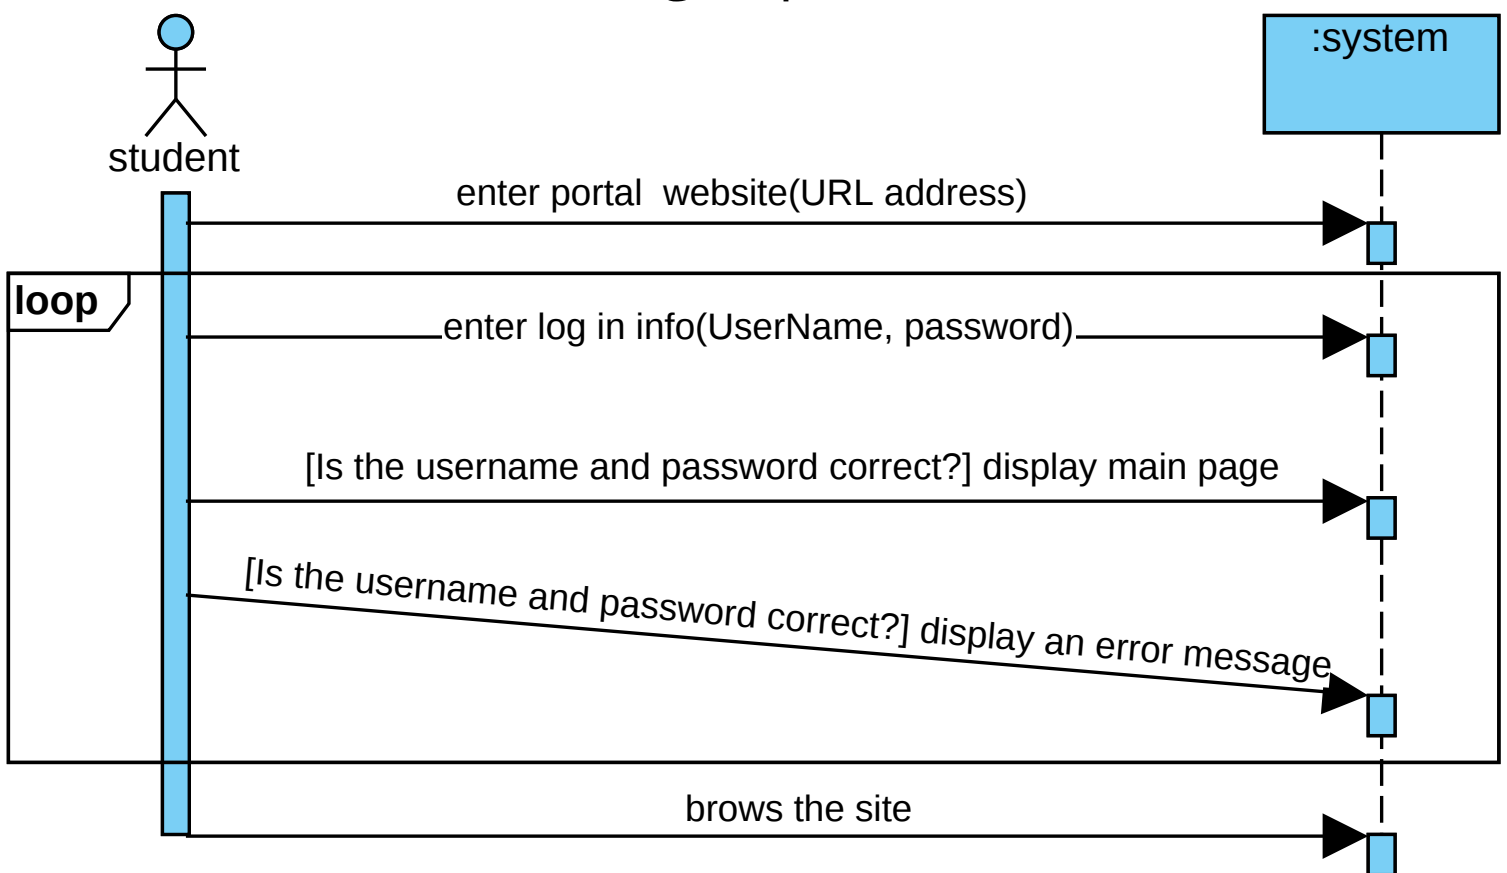 :system
student
enter portal  website(URL address)
loop
enter log in info(UserName, password)
[Is the username and password correct?] display main page
[Is the username and password correct?] display an error message
brows the site